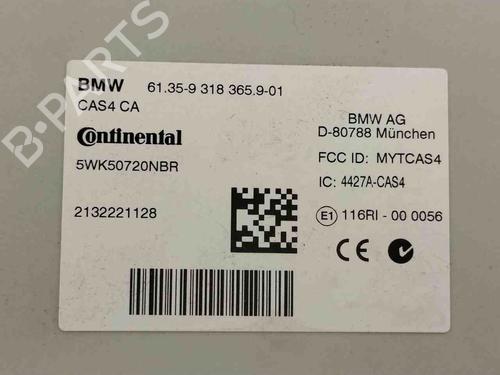 B-PARTS
BMW 61.35-9 318 365.9-01
CAS4 CA
Continental
5WK50720NBR
2132221128
BMW AG
D-80788 München
FCC ID: MYTCAS4
IC: 4427A-CAS4
E1 116RI - 00 0056
CE